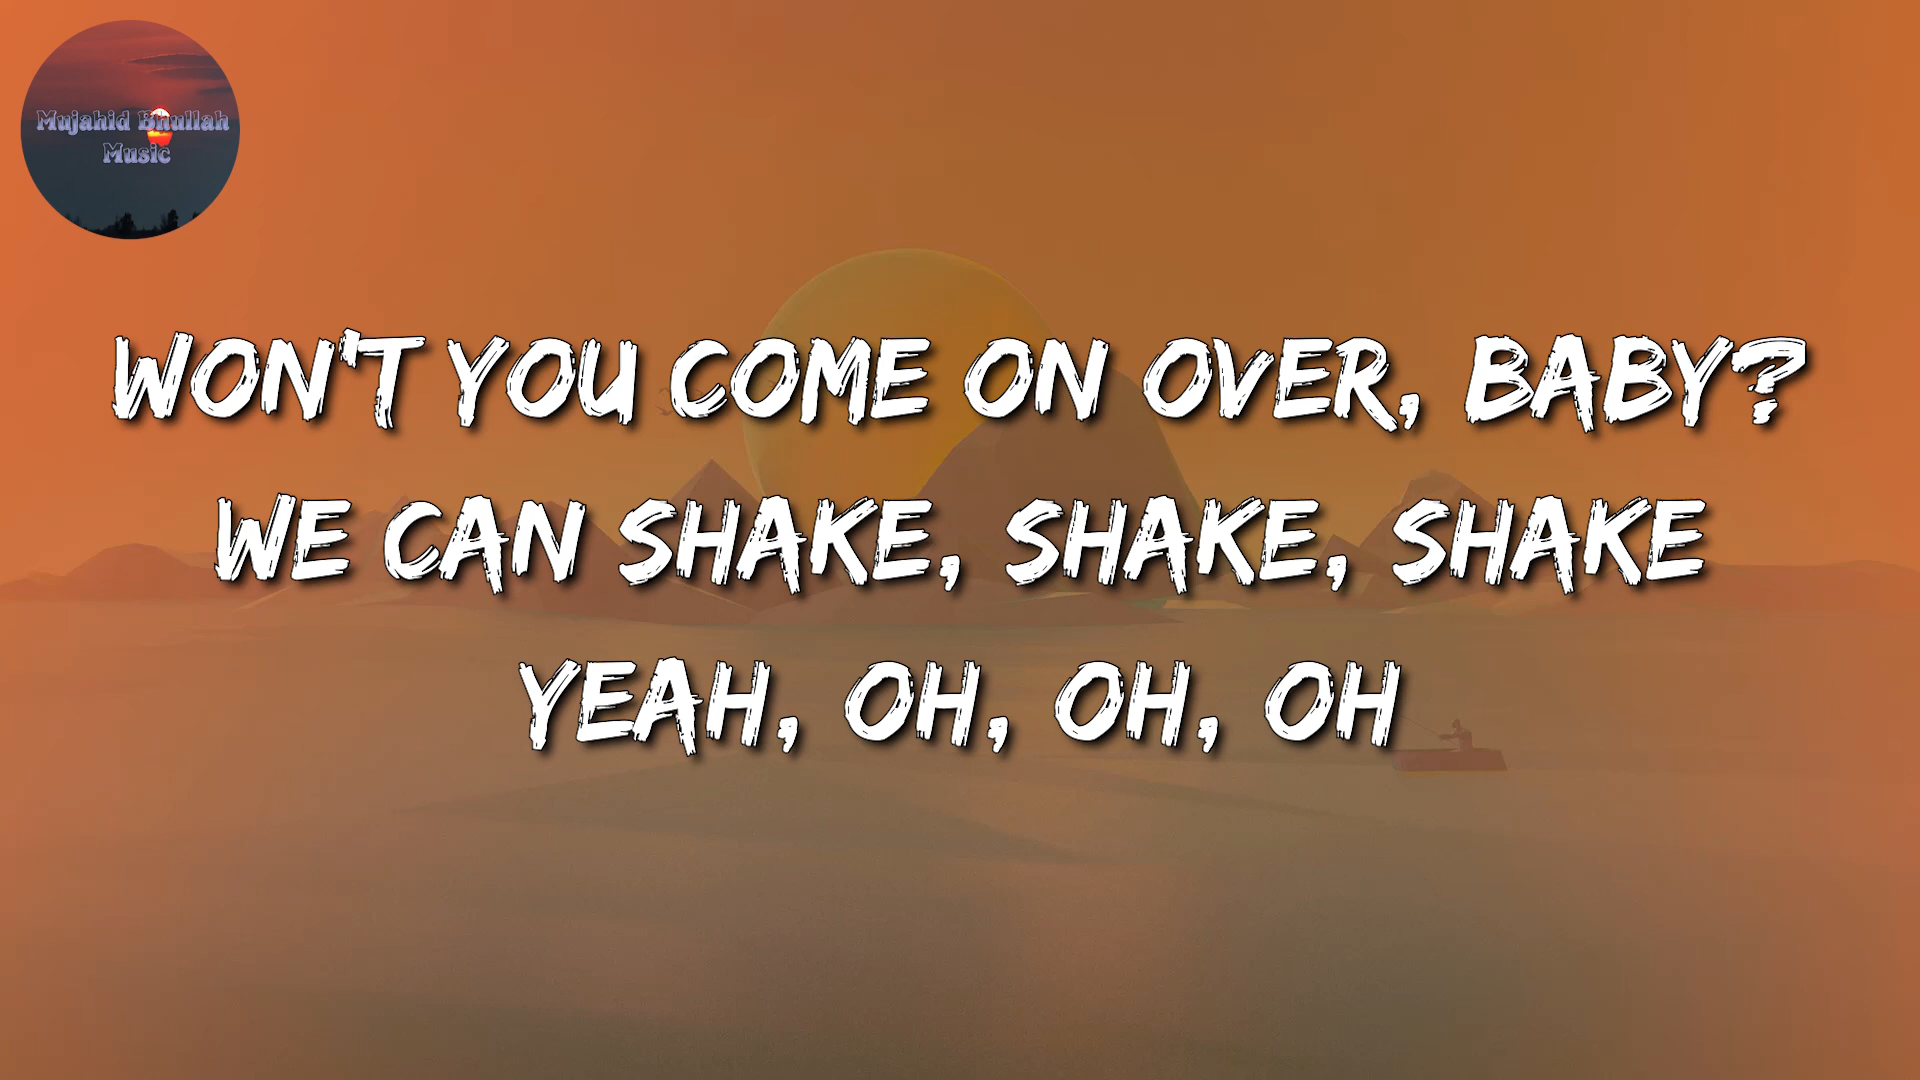 Mujahid Bhullah
Music
WON'T YOU COME ON OVER, BABY?
WE CAN SHAKE, SHAKE, SHAKE
YEAH, OH, OH, OH